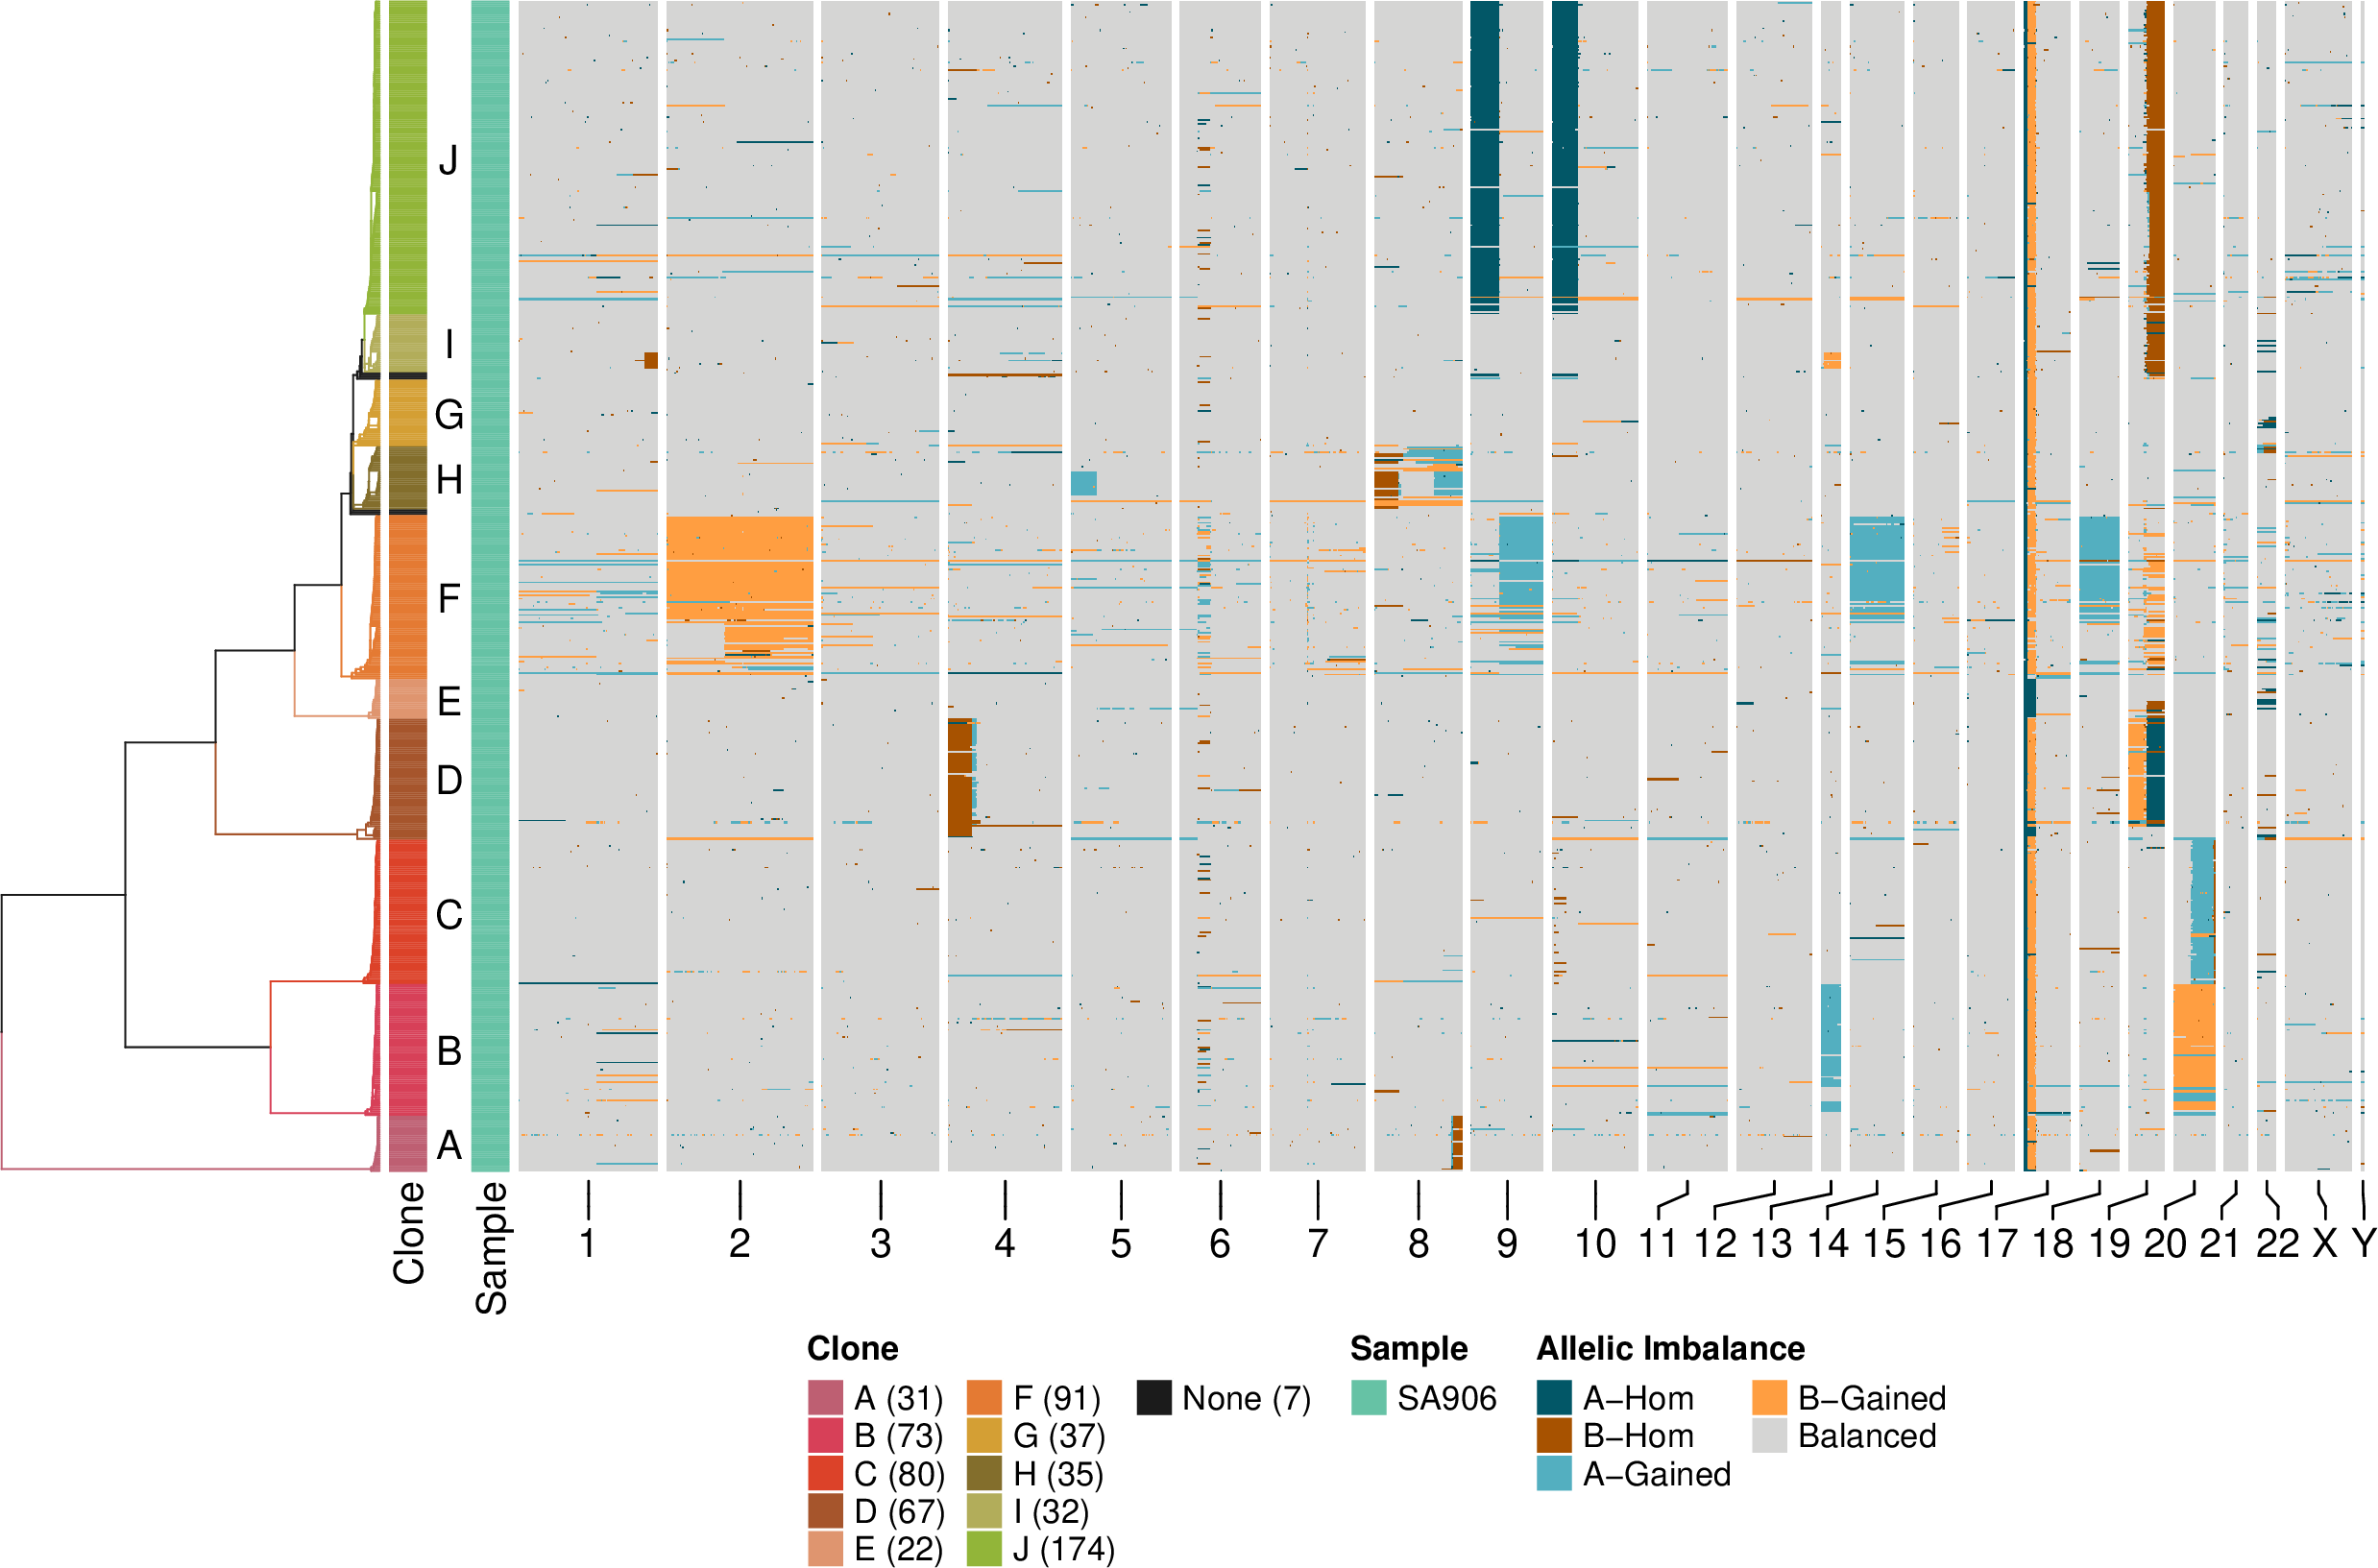 J
I
G
H
F
E
D
C
B
A
Clone
Sample
1 2 3 4 5 6 7 8 9 10 11 12 13 14 15 16 17 18 19 20 21 22 X Y
Clone Sample Allelic Imbalance
A (31) F (91) None (7) SA906 A−Hom B−Gained
B (73) G (37) B−Hom Balanced
C (80) H (35) A−Gained
D (67) I (32)
E (22) J (174)